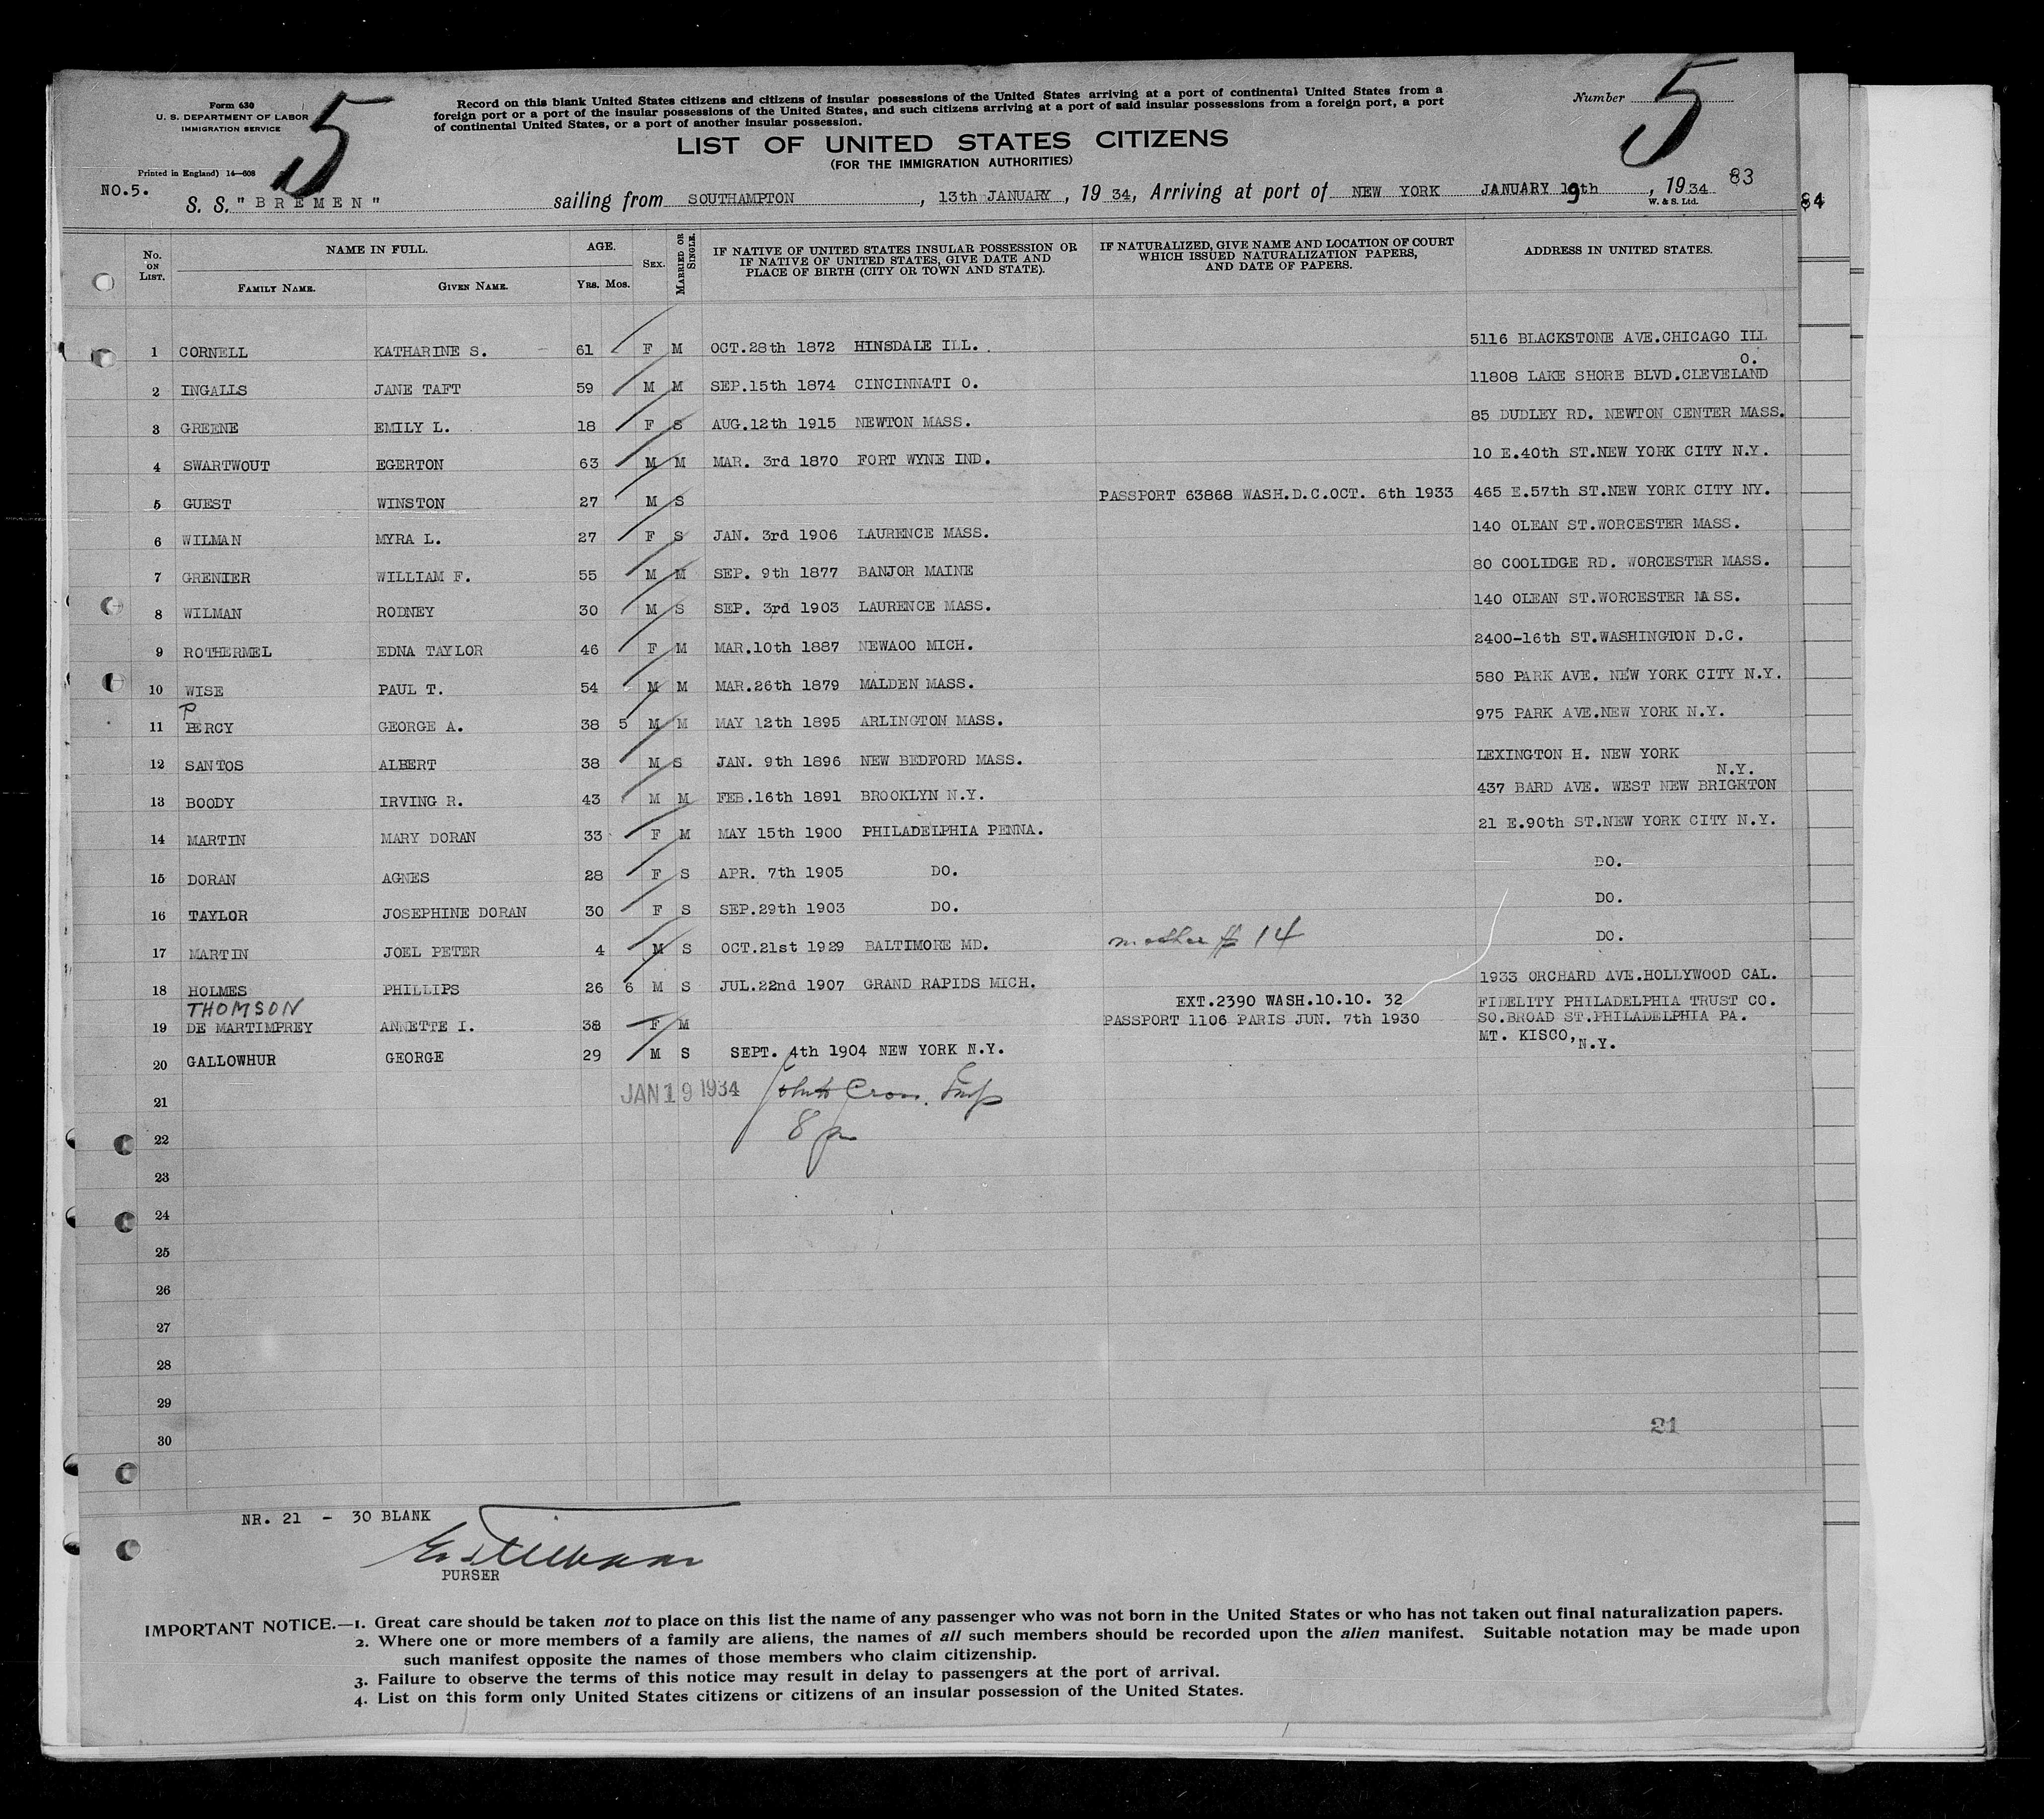 Form 630
U. S. DEPARTMENT OF LABOR
IMMIGRATION SERVICE
5
Record on this blank United States citizens and citizens of insular possessions of the United States arriving at a port of continental United States from a
foreign port or a port of the insular possessions of the United States, and such citizens arriving at a port of said insular possessions from a foreign port, a port
of continental United States, or a port of another insular possession.
Number 5
LIST OF UNITED STATES CITIZENS
(FOR THE IMMIGRATION AUTHORITIES)
Printed in England) 14—608
NO.5.
83
84
S. S. " B R E M E N " sailing from SOUTHAMPTON , 13th JANUARY , 19 34, Arriving at port of NEW YORK JANUARY 19th , 19 34
W. & S. Ltd.
No. ON LIST. NAME IN FULL. AGE. SEX. MARRIED OR SINGLE. IF NATIVE OF UNITED STATES INSULAR POSSESSION OR IF NATIVE OF UNITED STATES, GIVE DATE AND PLACE OF BIRTH (CITY OR TOWN AND STATE). IF NATURALIZED, GIVE NAME AND LOCATION OF COURT WHICH ISSUED NATURALIZATION PAPERS, AND DATE OF PAPERS. ADDRESS IN UNITED STATES.
FAMILY NAME. GIVEN NAME. YRS. MOS.
1 CORNELL KATHARINE S. 61 F M OCT.28th 1872 HINSDALE ILL. 5116 BLACKSTONE AVE.CHICAGO ILL
2 INGALLS JANE TAFT 59 M M SEP.15th 1874 CINCINNATI O. 11808 LAKE SHORE BLVD.CLEVELAND O.
3 GREENE EMILY L. 18 F S AUG.12th 1915 NEWTON MASS. 85 DUDLEY RD. NEWTON CENTER MASS.
4 SWARTWOUT EGERTON 63 M M MAR. 3rd 1870 FORT WYNE IND. 10 E.40th ST.NEW YORK CITY N.Y.
5 GUEST WINSTON 27 M S PASSPORT 63868 WASH.D.C.OCT. 6th 1933 465 E.57th ST.NEW YORK CITY NY.
6 WILMAN MYRA L. 27 F S JAN. 3rd 1906 LAURENCE MASS. 140 OLEAN ST.WORCESTER MASS.
7 GRENIER WILLIAM F. 55 M M SEP. 9th 1877 BANJOR MAINE 80 COOLIDGE RD. WORCESTER MASS.
8 WILMAN RODNEY 30 M S SEP. 3rd 1903 LAURENCE MASS. 140 OLEAN ST.WORCESTER MASS.
9 ROTHERMEL EDNA TAYLOR 46 F M MAR.10th 1887 NEWAOO MICH. 2400-16th ST.WASHINGTON D.C.
10 WISE PAUL T. 54 M M MAR.26th 1879 MALDEN MASS. 580 PARK AVE. NEW YORK CITY N.Y.
P
11 PERCY GEORGE A. 38 5 M M MAY 12th 1895 ARLINGTON MASS. 975 PARK AVE.NEW YORK N.Y.
12 SANTOS ALBERT 38 M S JAN. 9th 1896 NEW BEDFORD MASS. LEXINGTON H. NEW YORK
13 BOODY IRVING R. 43 M M FEB.16th 1891 BROOKLYN N.Y. 437 BARD AVE. WEST NEW BRIGHTON N.Y.
14 MARTIN MARY DORAN 33 F M MAY 15th 1900 PHILADELPHIA PENNA. 21 E.90th ST.NEW YORK CITY N.Y.
15 DORAN AGNES 28 F S APR. 7th 1905 DO. DO.
16 TAYLOR JOSEPHINE DORAN 30 F S SEP.29th 1903 DO. DO.
17 MARTIN JOEL PETER 4 M S OCT.21st 1929 BALTIMORE MD. mother # 14 DO.
18 HOLMES PHILLIPS 26 6 M S JUL.22nd 1907 GRAND RAPIDS MICH. 1933 ORCHARD AVE.HOLLYWOOD CAL.
THOMSON EXT.2390 WASH.10.10. 32 FIDELITY PHILADELPHIA TRUST CO.
19 DE MARTIMPREY ANNETTE I. 38 F M PASSPORT 1106 PARIS JUN. 7th 1930 SO.BROAD ST.PHILADELPHIA PA.
20 GALLOWHUR GEORGE 29 M S SEPT. 4th 1904 NEW YORK N.Y. MT. KISCO, N.Y.
21 JAN 19 1934
22
23
24
25
26
27
28
29
21
30
NR. 21 - 30 BLANK
PURSER
IMPORTANT NOTICE.—1. Great care should be taken not to place on this list the name of any passenger who was not born in the United States or who has not taken out final naturalization papers.
2. Where one or more members of a family are aliens, the names of all such members should be recorded upon the alien manifest. Suitable notation may be made upon
such manifest opposite the names of those members who claim citizenship.
3. Failure to observe the terms of this notice may result in delay to passengers at the port of arrival.
4. List on this form only United States citizens or citizens of an insular possession of the United States.